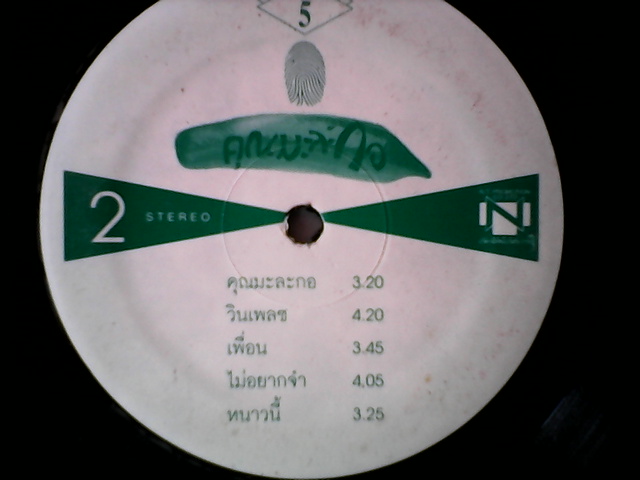 5
คุณมะละกอ
2 STEREO N
คุณมะละกอ 3.20
วินเพลซ 4.20
เพื่อน 3.45
ไม่อยากจำ 4.05
หนาวนี้ 3.25